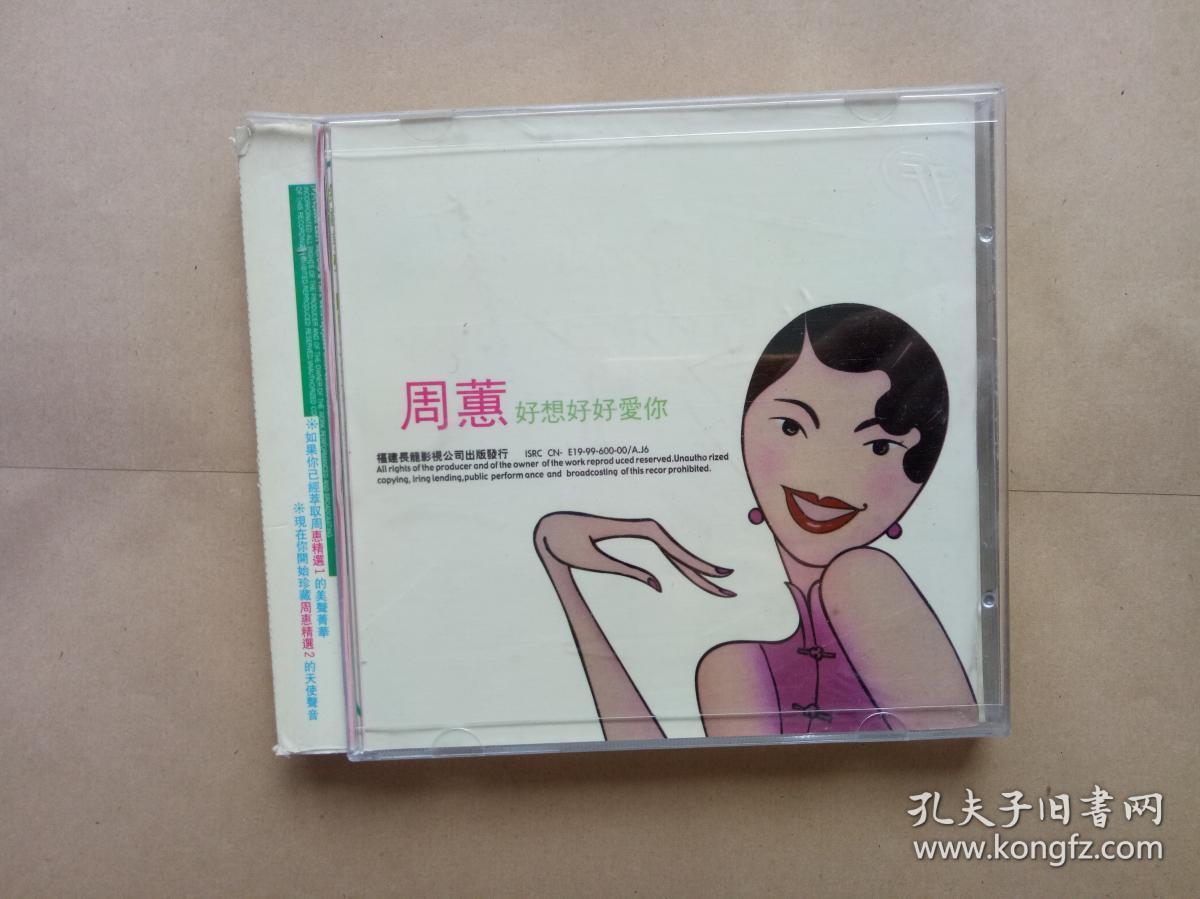 周蕙 好想好好愛你
福建長龍影視公司出版發行 ISRC CN- E19-99-600-00/A.J6
All rights of the producer and of the owner of the work reprod uced reserved.Unautho rized
copying, iring lending,public perform ance and broadcosting of this recor prohibited.
※如果你已經萃取周惠精選1的美聲菁華
※現在你開始珍藏周惠精選2的天使聲音
孔夫子旧书网
www.kongfz.com